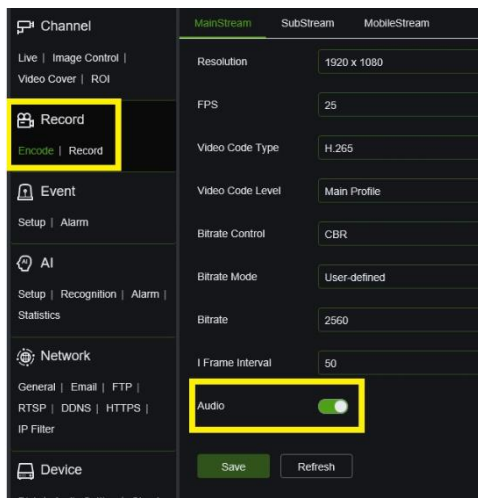 Channel
Live | Image Control |
Video Cover | ROI
Record
Encode | Record
Event
Setup | Alarm
AI
Setup | Recognition | Alarm |
Statistics
Network
General | Email | FTP |
RTSP | DDNS | HTTPS |
IP Filter
Device
MainStream SubStream MobileStream
Resolution 1920 x 1080
FPS 25
Video Code Type H.265
Video Code Level Main Profile
Bitrate Control CBR
Bitrate Mode User-defined
Bitrate 2560
I Frame Interval 50
Audio
Save Refresh